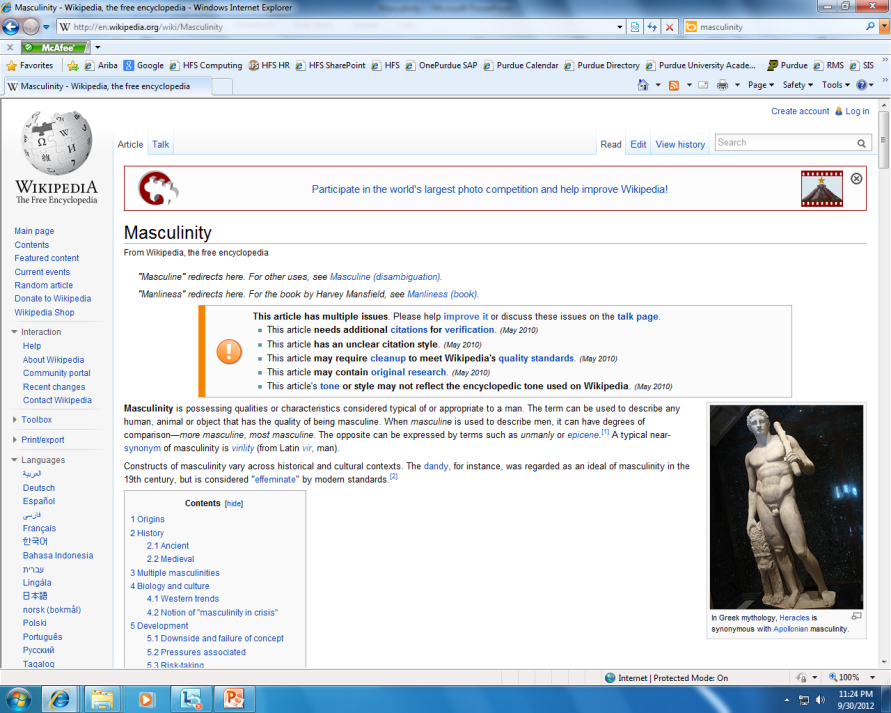 Masculinity - Wikipedia, the free encyclopedia - Windows Internet Explorer
http://en.wikipedia.org/wiki/Masculinity
masculinity
McAfee
Favorites Ariba Google HFS Computing HFS HR HFS SharePoint HFS OnePurdue SAP Purdue Calendar Purdue Directory Purdue University Acade... Purdue RMS SIS
Masculinity - Wikipedia, the free encyclopedia
Page Safety Tools
Create account Log in
Article Talk Read Edit View history Search
WIKIPEDIA
The Free Encyclopedia
Main page
Contents
Featured content
Current events
Random article
Donate to Wikipedia
Wikipedia Shop
Interaction
Help
About Wikipedia
Community portal
Recent changes
Contact Wikipedia
Toolbox
Print/export
Languages
العربية
Deutsch
Español
فارسی
Français
한국어
Bahasa Indonesia
עברית
Lingála
日本語
norsk (bokmål)
Polski
Português
Русский
Tagalog
Participate in the world's largest photo competition and help improve Wikipedia!
Masculinity
From Wikipedia, the free encyclopedia
"Masculine" redirects here. For other uses, see Masculine (disambiguation).
"Manliness" redirects here. For the book by Harvey Mansfield, see Manliness (book).
This article has multiple issues. Please help improve it or discuss these issues on the talk page.
This article needs additional citations for verification. (May 2010)
This article has an unclear citation style. (May 2010)
This article may require cleanup to meet Wikipedia's quality standards. (May 2010)
This article may contain original research. (May 2010)
This article's tone or style may not reflect the encyclopedic tone used on Wikipedia. (May 2010)
Masculinity is possessing qualities or characteristics considered typical of or appropriate to a man. The term can be used to describe any
human, animal or object that has the quality of being masculine. When masculine is used to describe men, it can have degrees of
comparison—more masculine, most masculine. The opposite can be expressed by terms such as unmanly or epicene.[1] A typical near-
synonym of masculinity is virility (from Latin vir, man).
Constructs of masculinity vary across historical and cultural contexts. The dandy, for instance, was regarded as an ideal of masculinity in the
19th century, but is considered "effeminate" by modern standards.[2]
Contents [hide]
1 Origins
2 History
2.1 Ancient
2.2 Medieval
3 Multiple masculinities
4 Biology and culture
4.1 Western trends
4.2 Notion of "masculinity in crisis"
5 Development
5.1 Downside and failure of concept
5.2 Pressures associated
5.3 Risk-taking
In Greek mythology, Heracles is
synonymous with Apollonian masculinity.
Internet | Protected Mode: On
100%
11:24 PM
9/30/2012